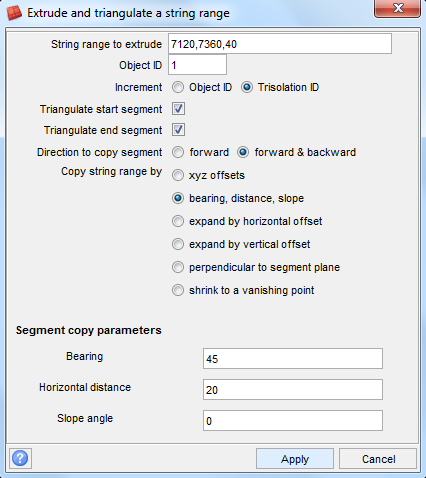 Extrude and triangulate a string range
String range to extrude 7120,7360,40
Object ID 1
Increment Object ID Trisolation ID
Triangulate start segment
Triangulate end segment
Direction to copy segment forward forward & backward
Copy string range by xyz offsets
bearing, distance, slope
expand by horizontal offset
expand by vertical offset
perpendicular to segment plane
shrink to a vanishing point
Segment copy parameters
Bearing 45
Horizontal distance 20
Slope angle 0
? Apply Cancel